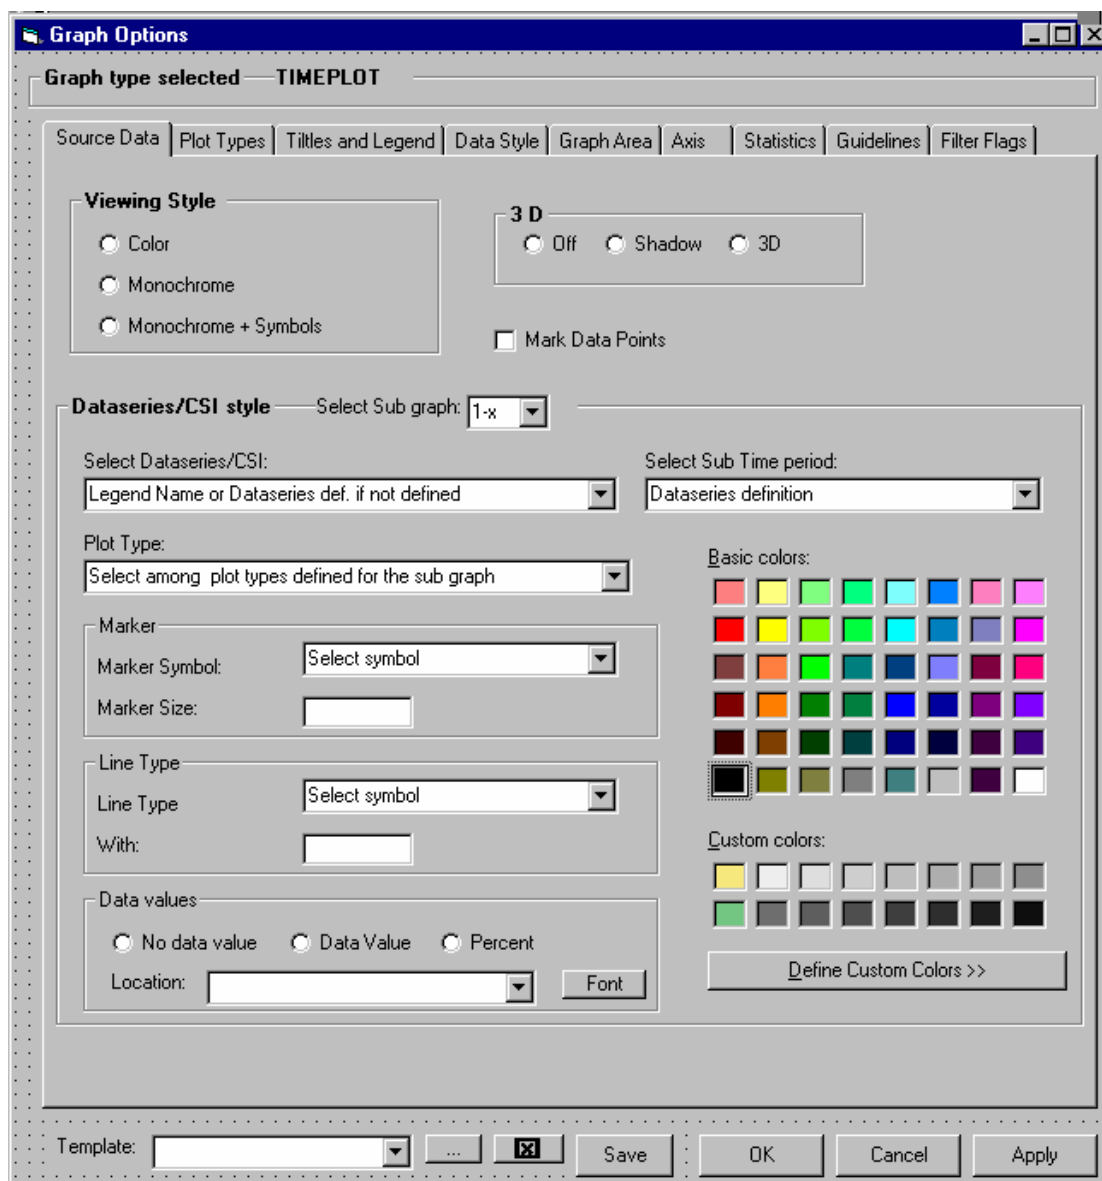 Graph Options
Graph type selected TIMEPLOT
Source Data Plot Types Tiltles and Legend Data Style Graph Area Axis Statistics Guidelines Filter Flags
Viewing Style
3 D
Color
Off Shadow 3D
Monochrome
Monochrome + Symbols
Mark Data Points
Dataseries/CSI style Select Sub graph: 1-x
Select Dataseries/CSI: Select Sub Time period:
Legend Name or Dataseries def. if not defined Dataseries definition
Plot Type:
Basic colors:
Select among plot types defined for the sub graph
Marker
Marker Symbol: Select symbol
Marker Size:
Line Type
Line Type Select symbol
With:
Custom colors:
Data values
No data value Data Value Percent
Define Custom Colors >>
Location: Font
Template: ... Save OK Cancel Apply